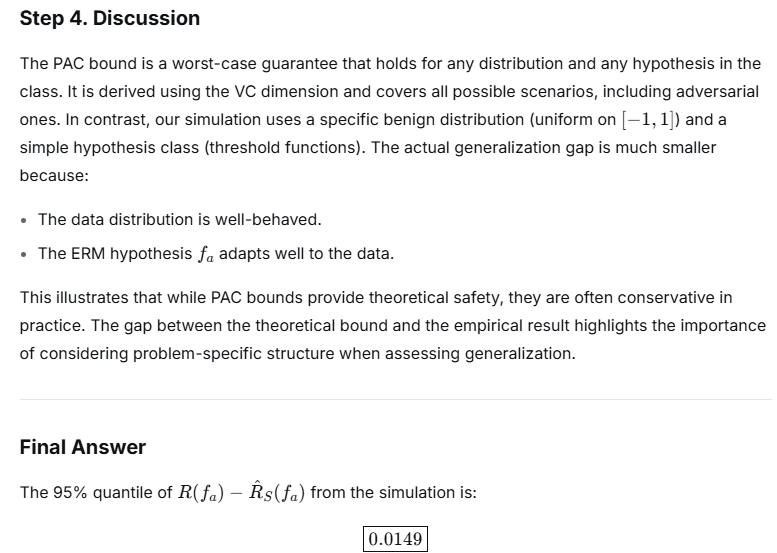 Step 4. Discussion
The PAC bound is a worst-case guarantee that holds for any distribution and any hypothesis in the
class. It is derived using the VC dimension and covers all possible scenarios, including adversarial
ones. In contrast, our simulation uses a specific benign distribution (uniform on [−1, 1]) and a
simple hypothesis class (threshold functions). The actual generalization gap is much smaller
because:
• The data distribution is well-behaved.
• The ERM hypothesis fₐ adapts well to the data.
This illustrates that while PAC bounds provide theoretical safety, they are often conservative in
practice. The gap between the theoretical bound and the empirical result highlights the importance
of considering problem-specific structure when assessing generalization.
Final Answer
The 95% quantile of R(fₐ) − R̂_S(fₐ) from the simulation is:
0.0149